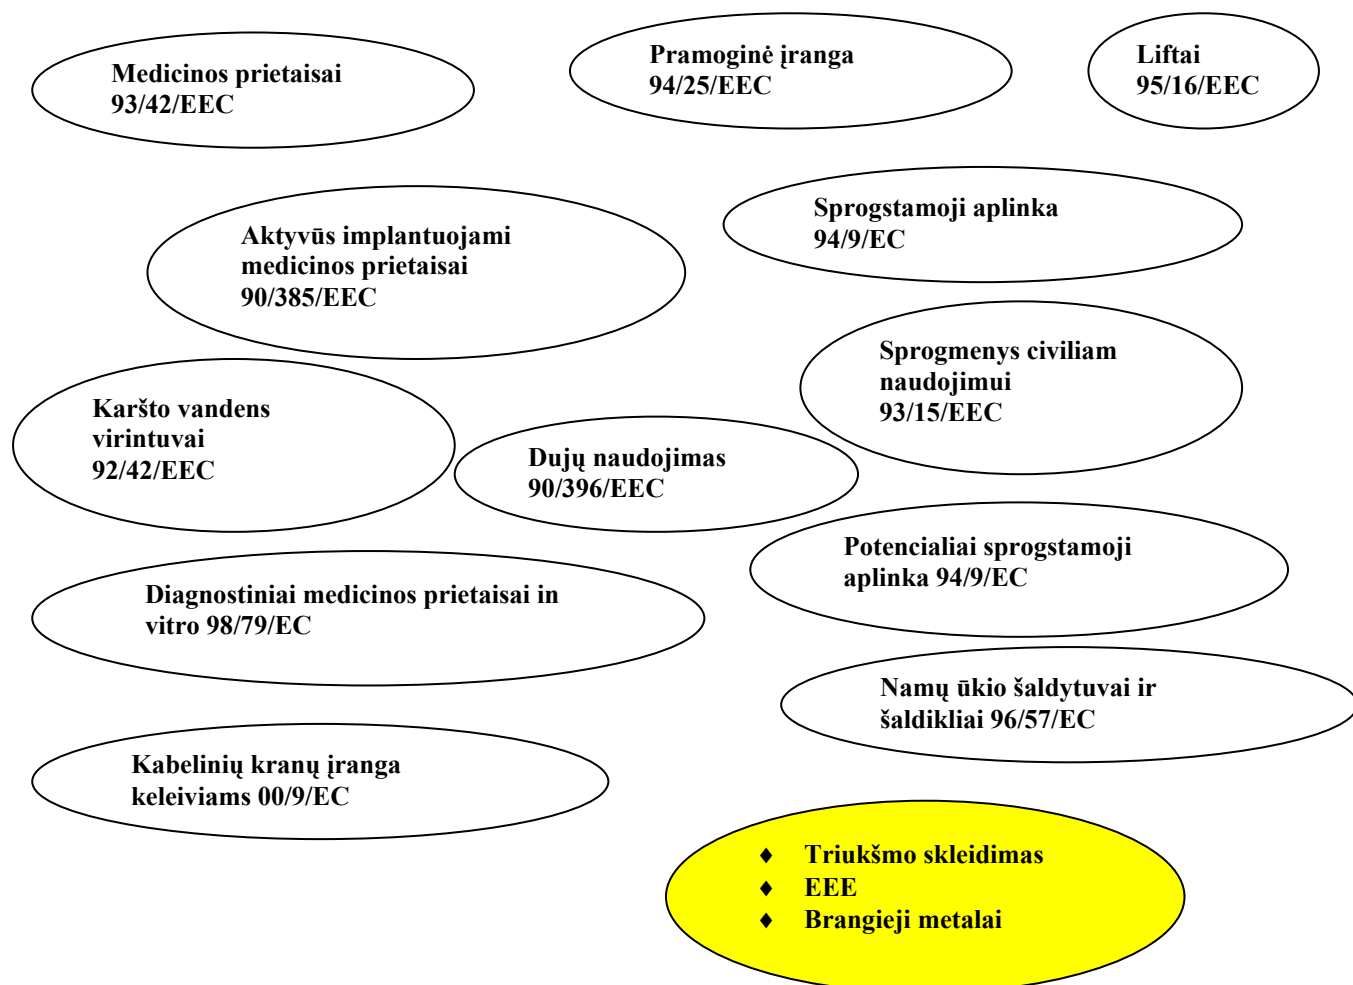 Medicinos prietaisai
93/42/EEC
Pramoginė įranga
94/25/EEC
Liftai
95/16/EEC
Aktyvūs implantuojami
medicinos prietaisai
90/385/EEC
Sprogstamoji aplinka
94/9/EC
Sprogmenys civiliam
naudojimui
93/15/EEC
Karšto vandens
virintuvai
92/42/EEC
Dujų naudojimas
90/396/EEC
Potencialiai sprogstamoji
aplinka 94/9/EC
Diagnostiniai medicinos prietaisai in
vitro 98/79/EC
Namų ūkio šaldytuvai ir
šaldikliai 96/57/EC
Kabelinių kranų įranga
keleiviams 00/9/EC
♦ Triukšmo skleidimas
♦ EEE
♦ Brangieji metalai